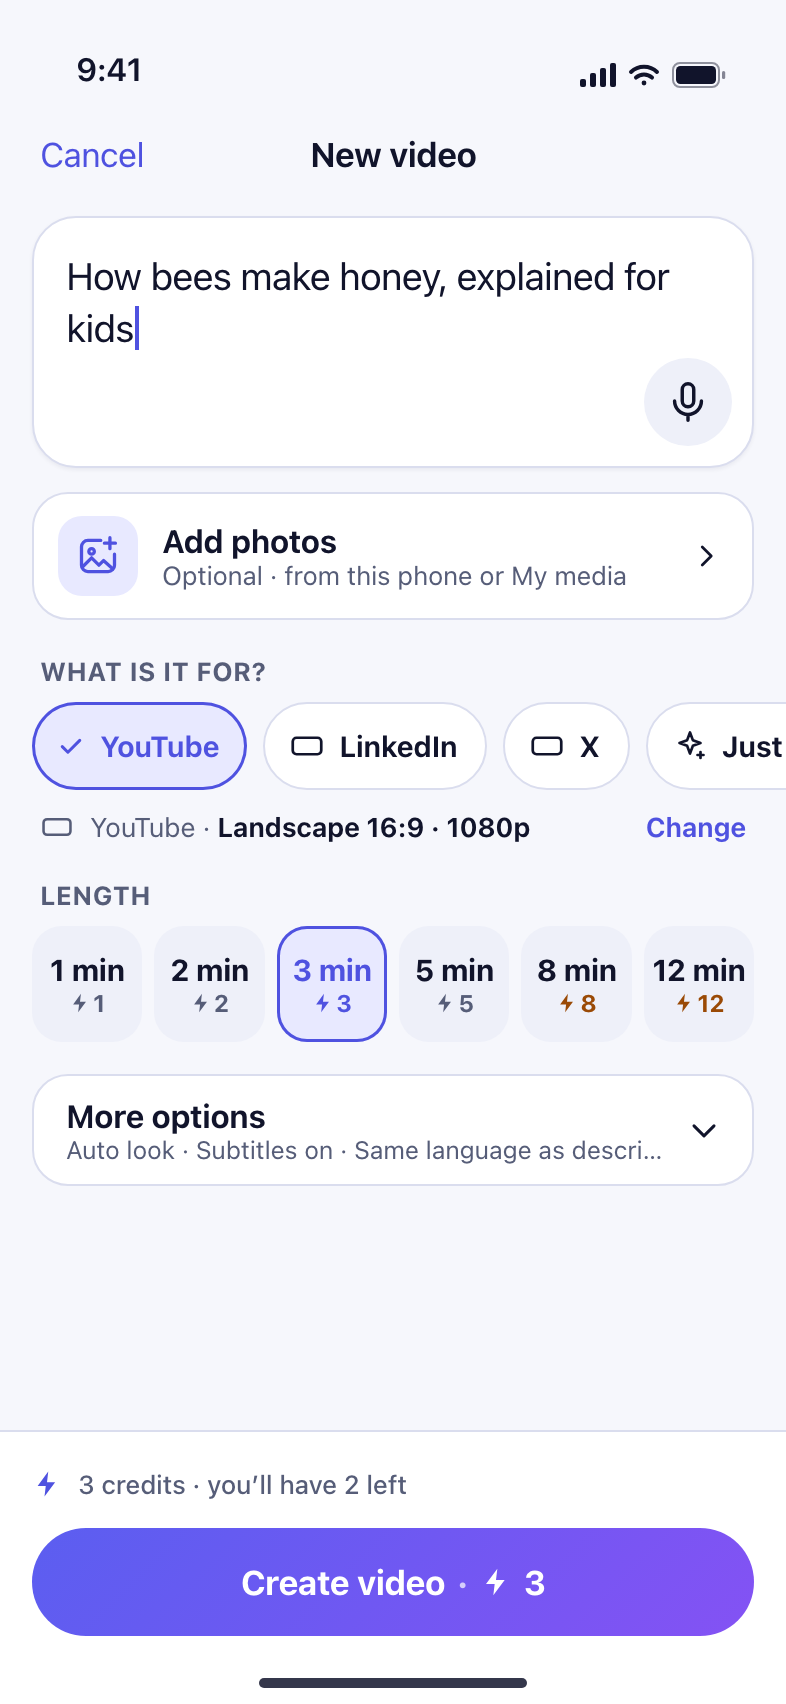 9:41
Cancel
New video
How bees make honey, explained for
kids
Add photos
Optional · from this phone or My media
WHAT IS IT FOR?
YouTube
LinkedIn
X
Just
YouTube · Landscape 16:9 · 1080p
Change
LENGTH
1 min
2 min
3 min
5 min
8 min
12 min
1
2
3
5
8
12
More options
Auto look · Subtitles on · Same language as descri...
3 credits · you’ll have 2 left
Create video · 3